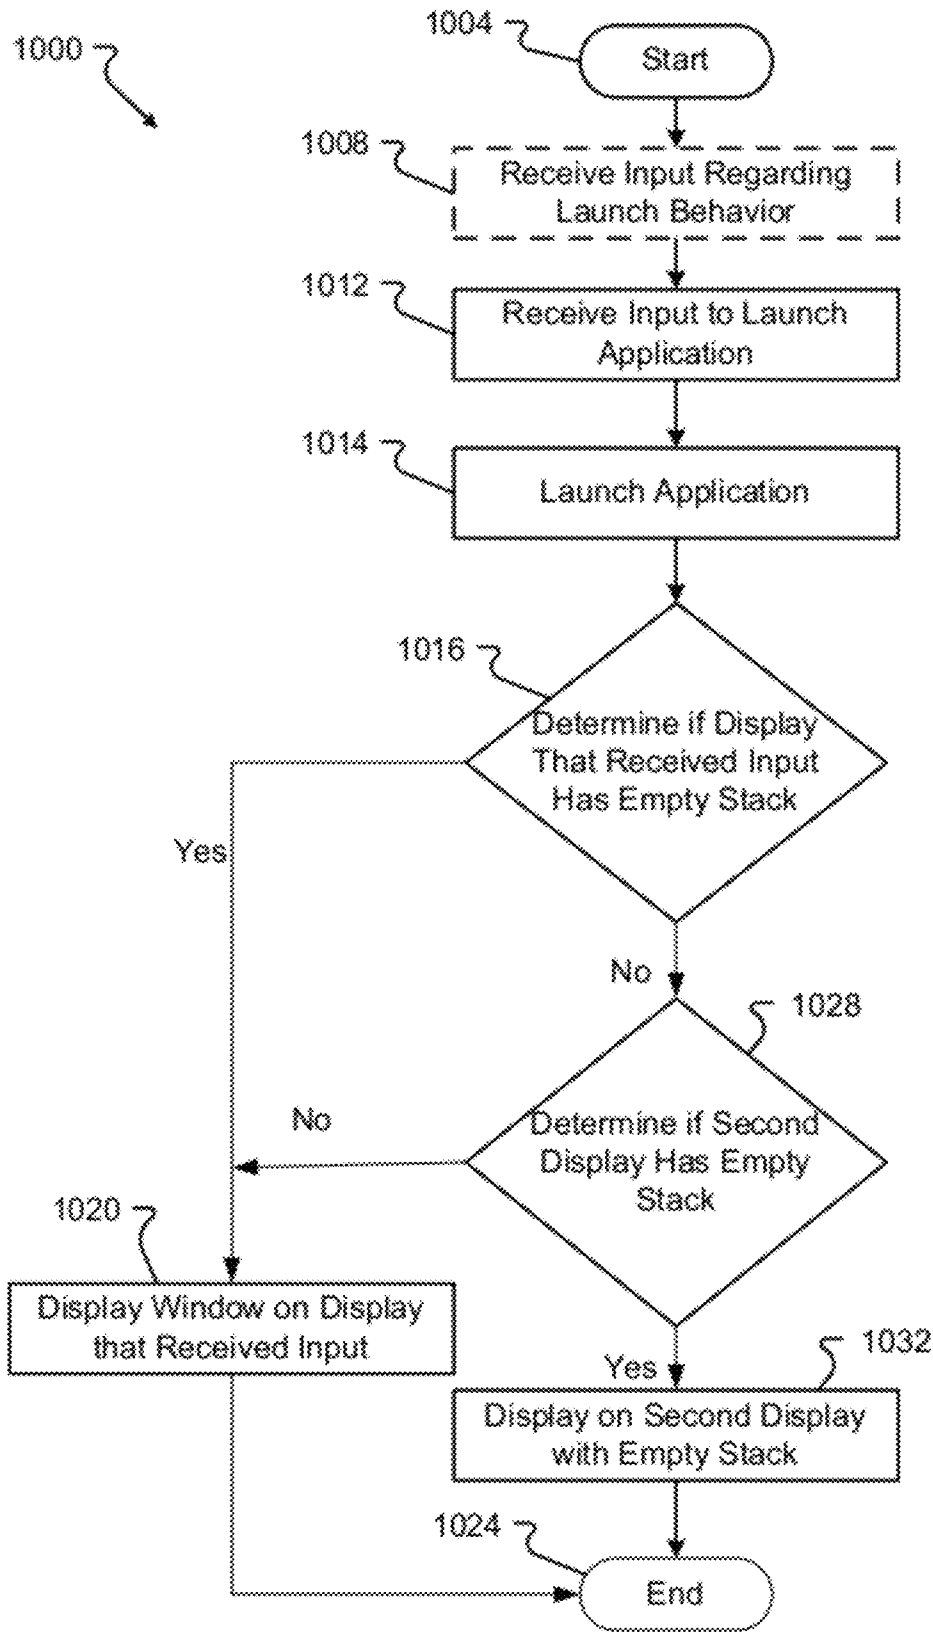 1000
1004
Start
1008
Receive Input Regarding
Launch Behavior
1012
Receive Input to Launch
Application
1014
Launch Application
1016
Determine if Display
That Received Input
Has Empty Stack
Yes
No
1028
Determine if Second
Display Has Empty
Stack
No
1020
Display Window on Display
that Received Input
Yes
1032
Display on Second Display
with Empty Stack
1024
End